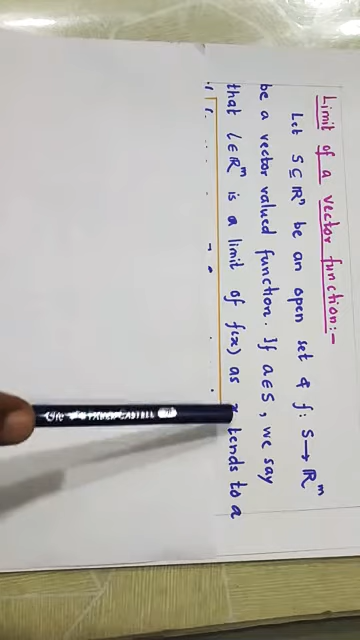 Limit of a vector function:-
Let S ⊆ ℝⁿ be an open set & f: S → ℝᵐ
be a vector valued function. If a ∈ S, we say
that l ∈ ℝᵐ is a limit of f(x) as x tends to a
FABER-CASTELL